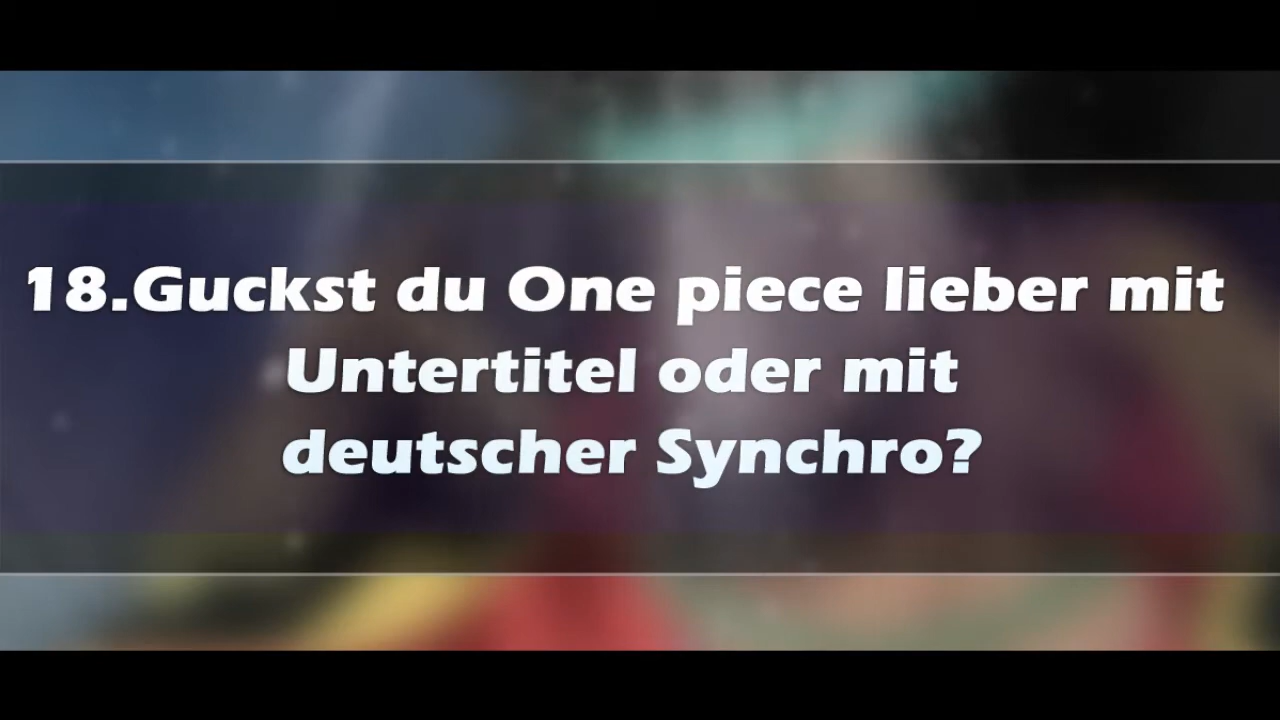 18.Guckst du One piece lieber mit
Untertitel oder mit
deutscher Synchro?